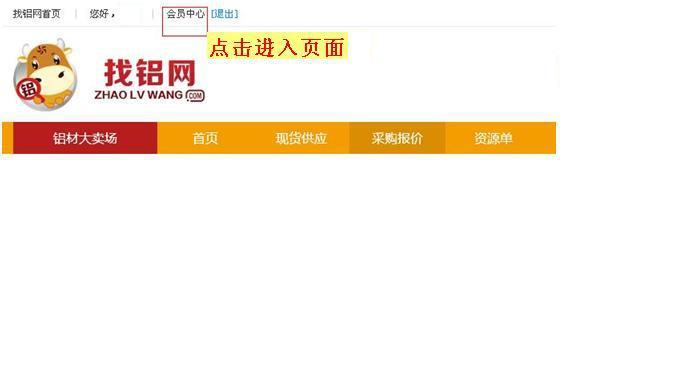 找铝网首页 | 您好， | 会员中心 [退出]
点击进入页面
铝
找铝网
ZHAO LV WANG .COM
铝材大卖场 首页 现货供应 采购报价 资源单